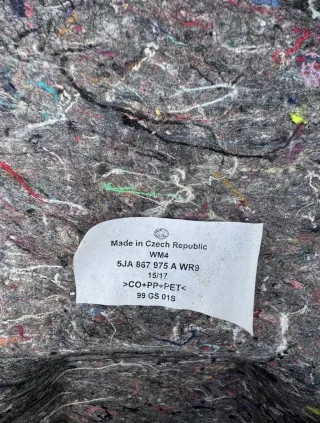 Made in Czech Republic
WM4
5JA 867 975 A WR9
15/17
>CO+PP+PET<
99 GS 01S